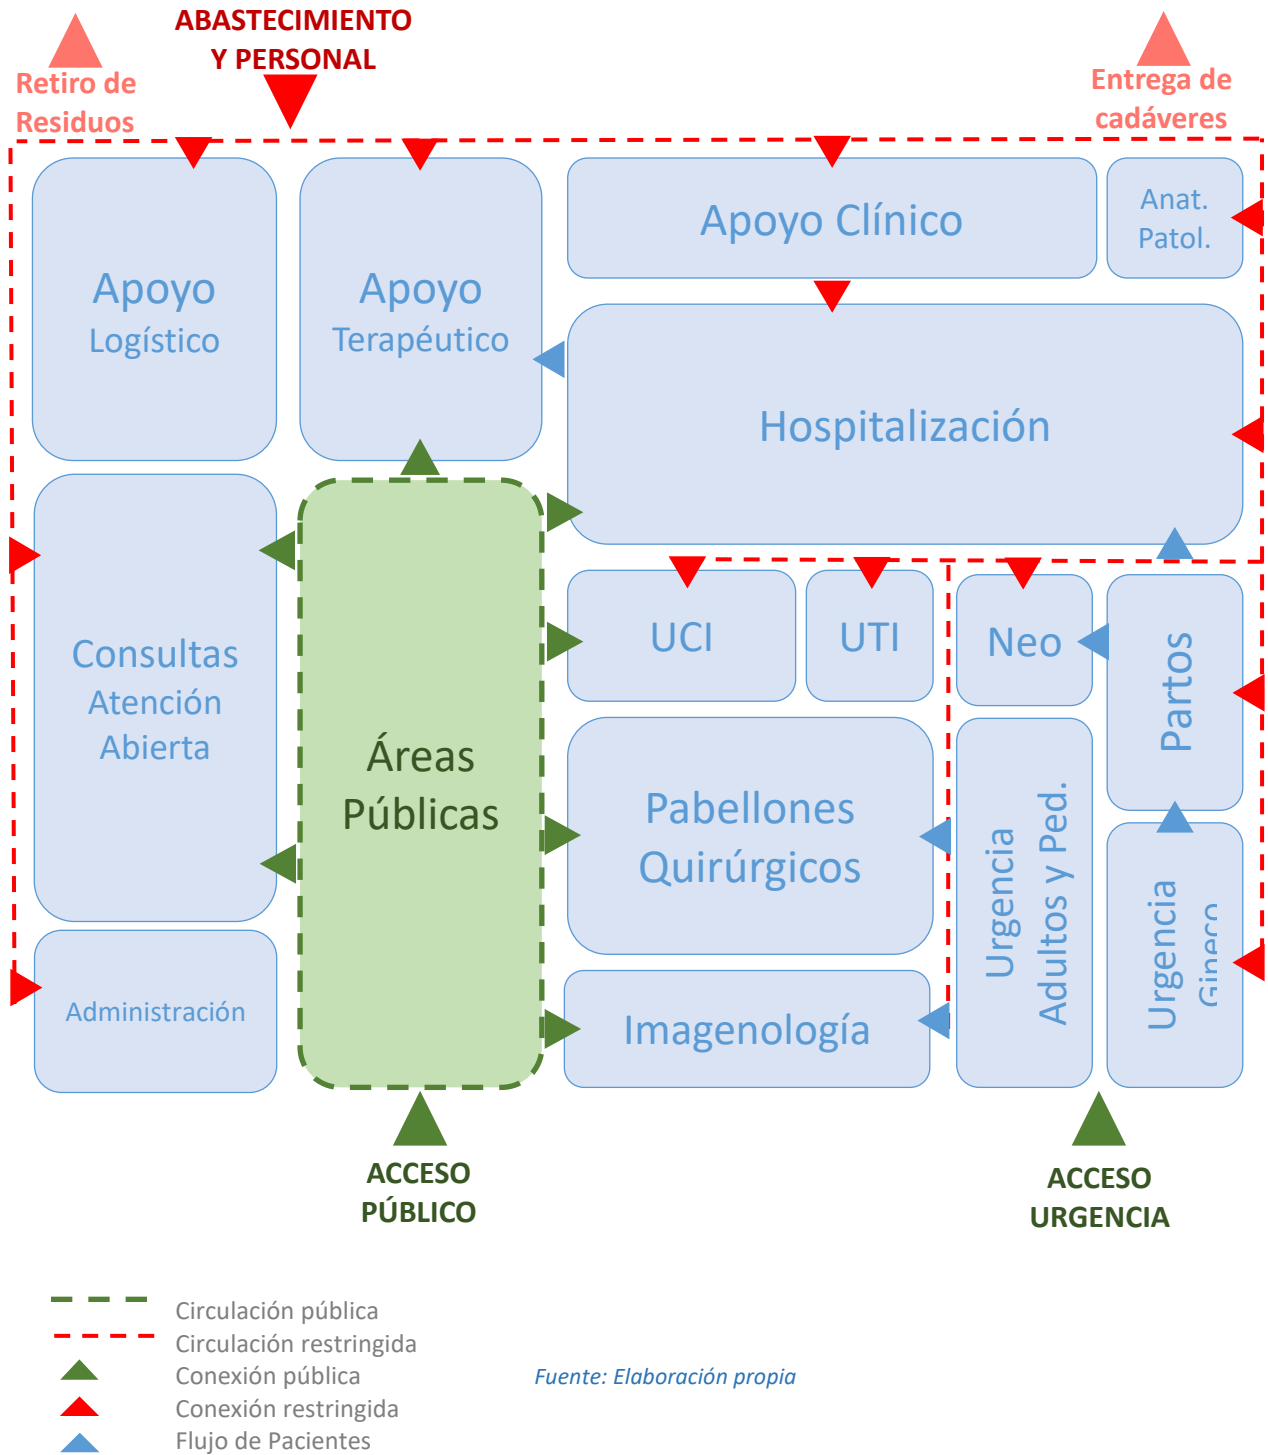 ABASTECIMIENTO
Y PERSONAL
Retiro de
Residuos
Entrega de
cadáveres
Apoyo
Logístico
Apoyo
Terapéutico
Apoyo Clínico
Anat.
Patol.
Hospitalización
Consultas
Atención
Abierta
Áreas
Públicas
UCI
UTI
Neo
Partos
Pabellones
Quirúrgicos
Urgencia
Adultos y Ped.
Urgencia
Gineco
Administración
Imagenología
ACCESO
PÚBLICO
ACCESO
URGENCIA
Circulación pública
Circulación restringida
Conexión pública
Fuente: Elaboración propia
Conexión restringida
Flujo de Pacientes